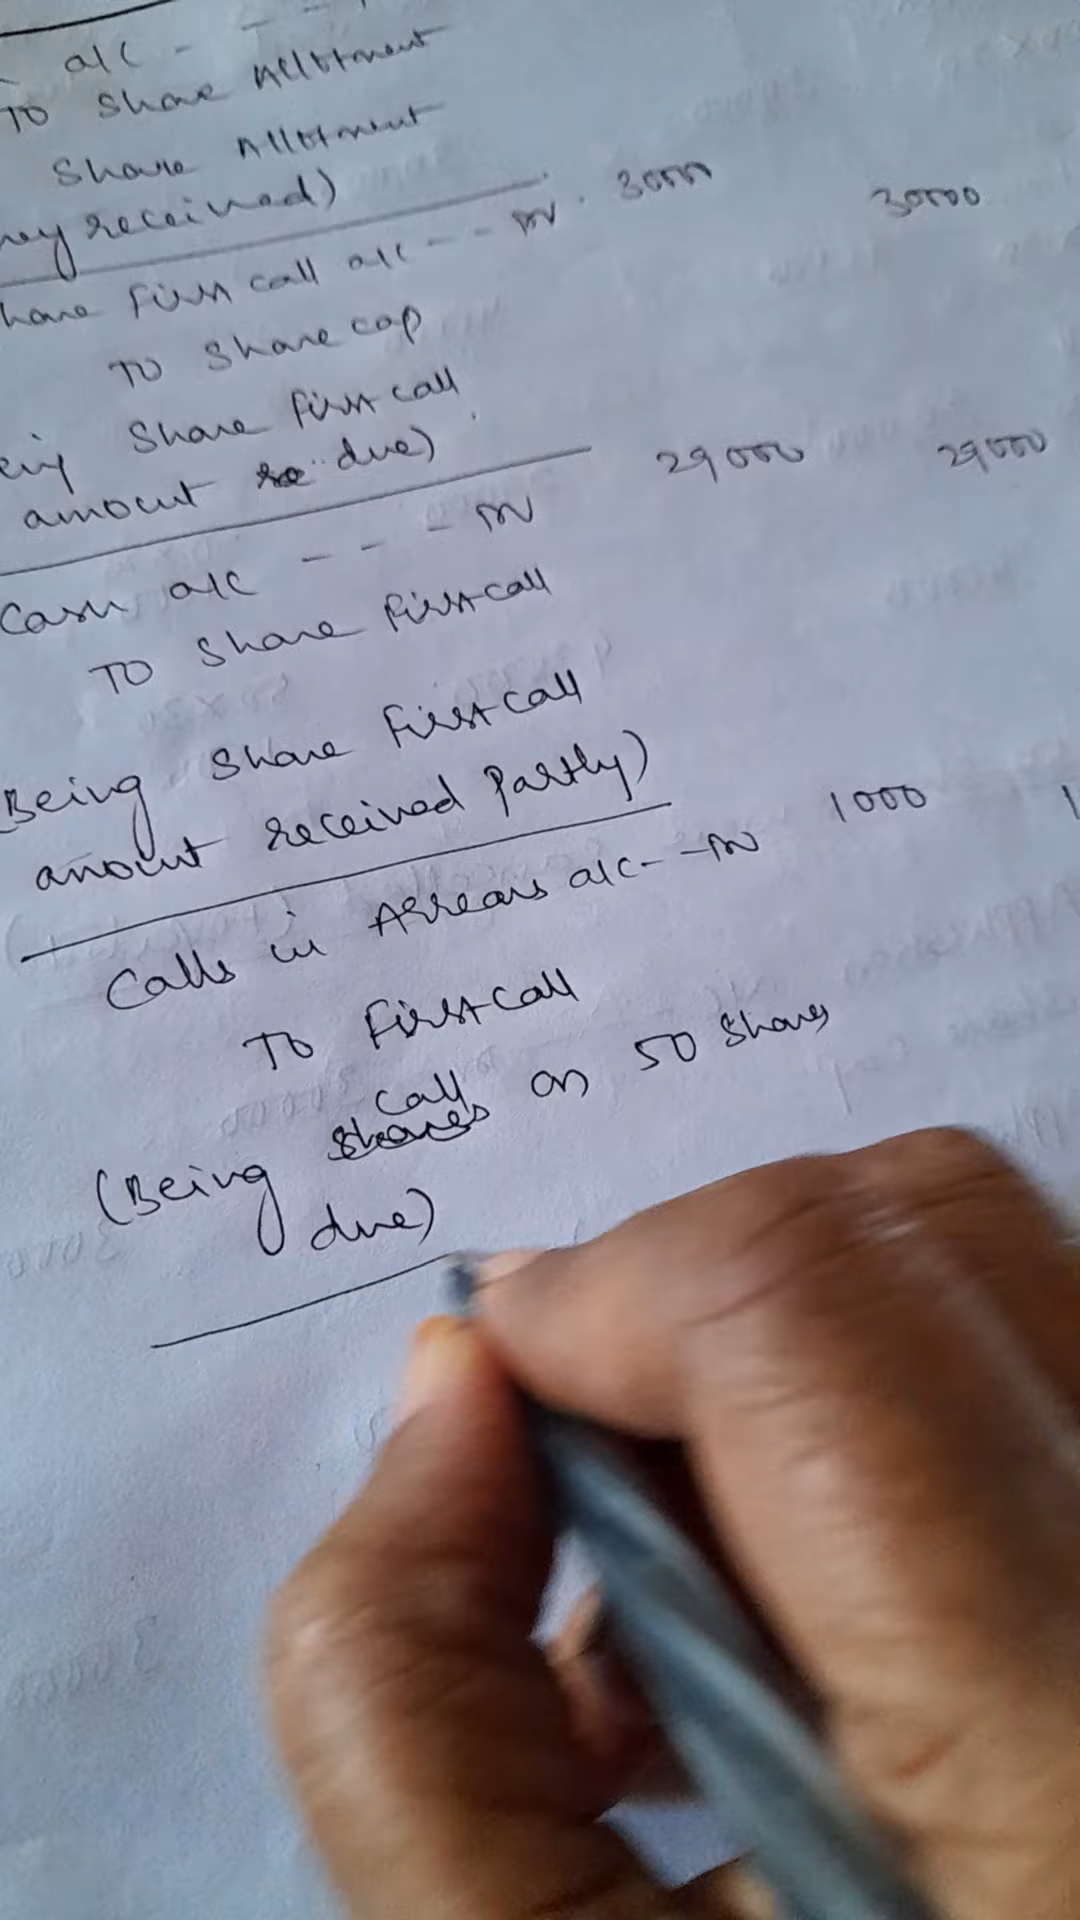 a/c -
To Share Allotment
Share Allotment
received)
First call a/c - - Dr. 30000 30000
To Share cap
Share First call
amount due)
Cash a/c - - - Dr 29000 29000
To Share First call
(Being Share First call
amount received Partly)
Calls in Arrears a/c - - Dr 1000
To First call
call
(Being shares on 50 Shares
due)